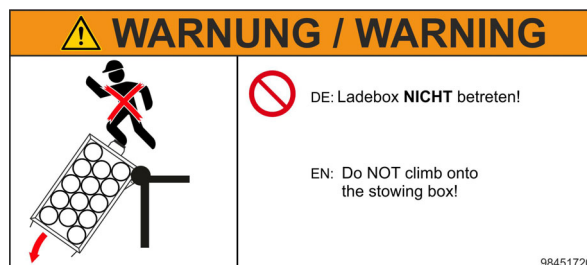 WARNUNG / WARNING
DE: Ladebox NICHT betreten!
EN: Do NOT climb onto
the stowing box!